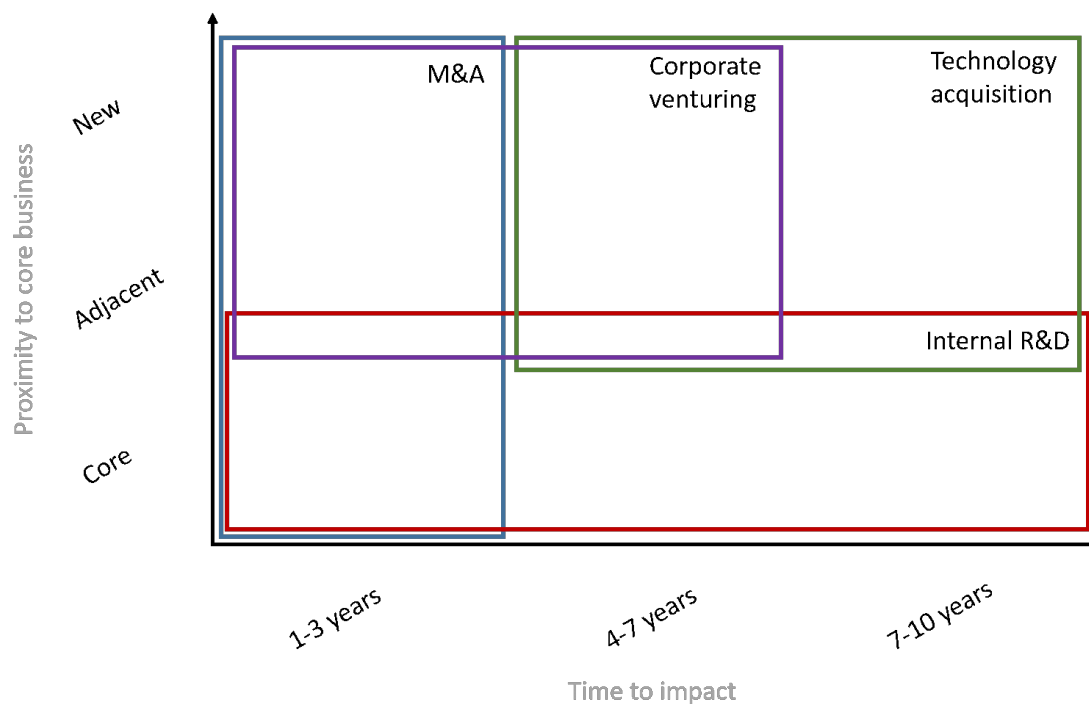 M&A
Corporate
venturing
Technology
acquisition
New
Adjacent
Core
Proximity to core business
Internal R&D
1-3 years
4-7 years
7-10 years
Time to impact